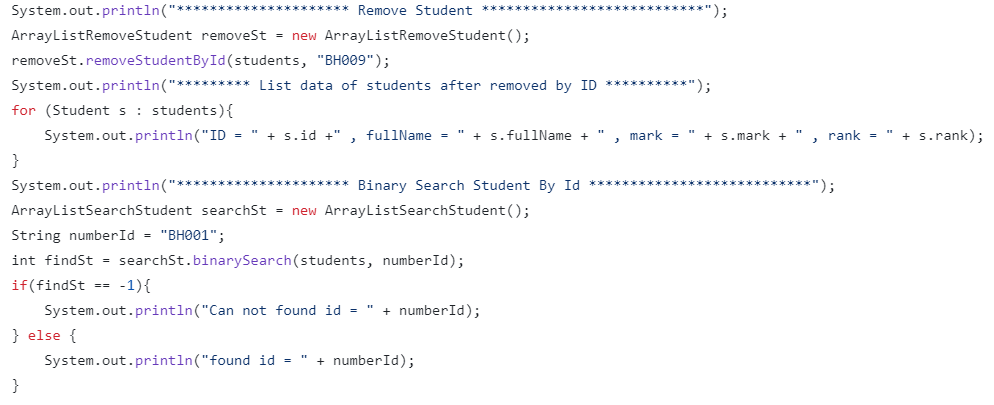 System.out.println("********************* Remove Student ***************************");
ArrayListRemoveStudent removeSt = new ArrayListRemoveStudent();
removeSt.removeStudentById(students, "BH009");
System.out.println("********* List data of students after removed by ID **********");
for (Student s : students){
    System.out.println("ID = " + s.id +" , fullName = " + s.fullName + " , mark = " + s.mark + " , rank = " + s.rank);
}
System.out.println("********************* Binary Search Student By Id ***************************");
ArrayListSearchStudent searchSt = new ArrayListSearchStudent();
String numberId = "BH001";
int findSt = searchSt.binarySearch(students, numberId);
if(findSt == -1){
    System.out.println("Can not found id = " + numberId);
} else {
    System.out.println("found id = " + numberId);
}